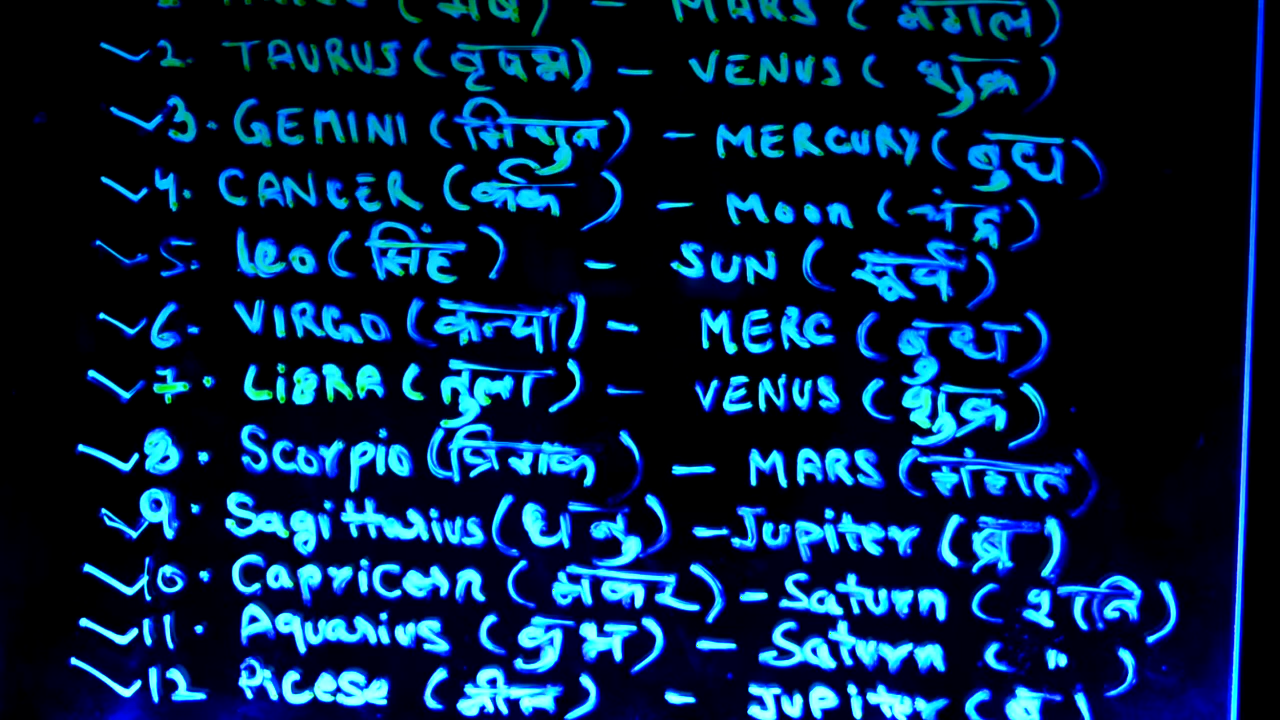 MARS (मंगल)
2. TAURUS (वृषभ) – VENUS (शुक्र)
3. GEMINI (मिथुन) – MERCURY (बुध)
4. CANCER (कर्क) – Moon (चंद्र)
5. Leo (सिंह) – SUN (सूर्य)
6. VIRGO (कन्या) – MERC (बुध)
7. LIBRA (तुला) – VENUS (शुक्र)
8. Scorpio – MARS (मंगल)
9. Sagittarius (धनु) – Jupiter (ब्र)
10. Capricorn (मकर) – Saturn (शनि)
11. Aquarius (कुभ) – Saturn ( " )
12 Picese (मीन) – Jupiter